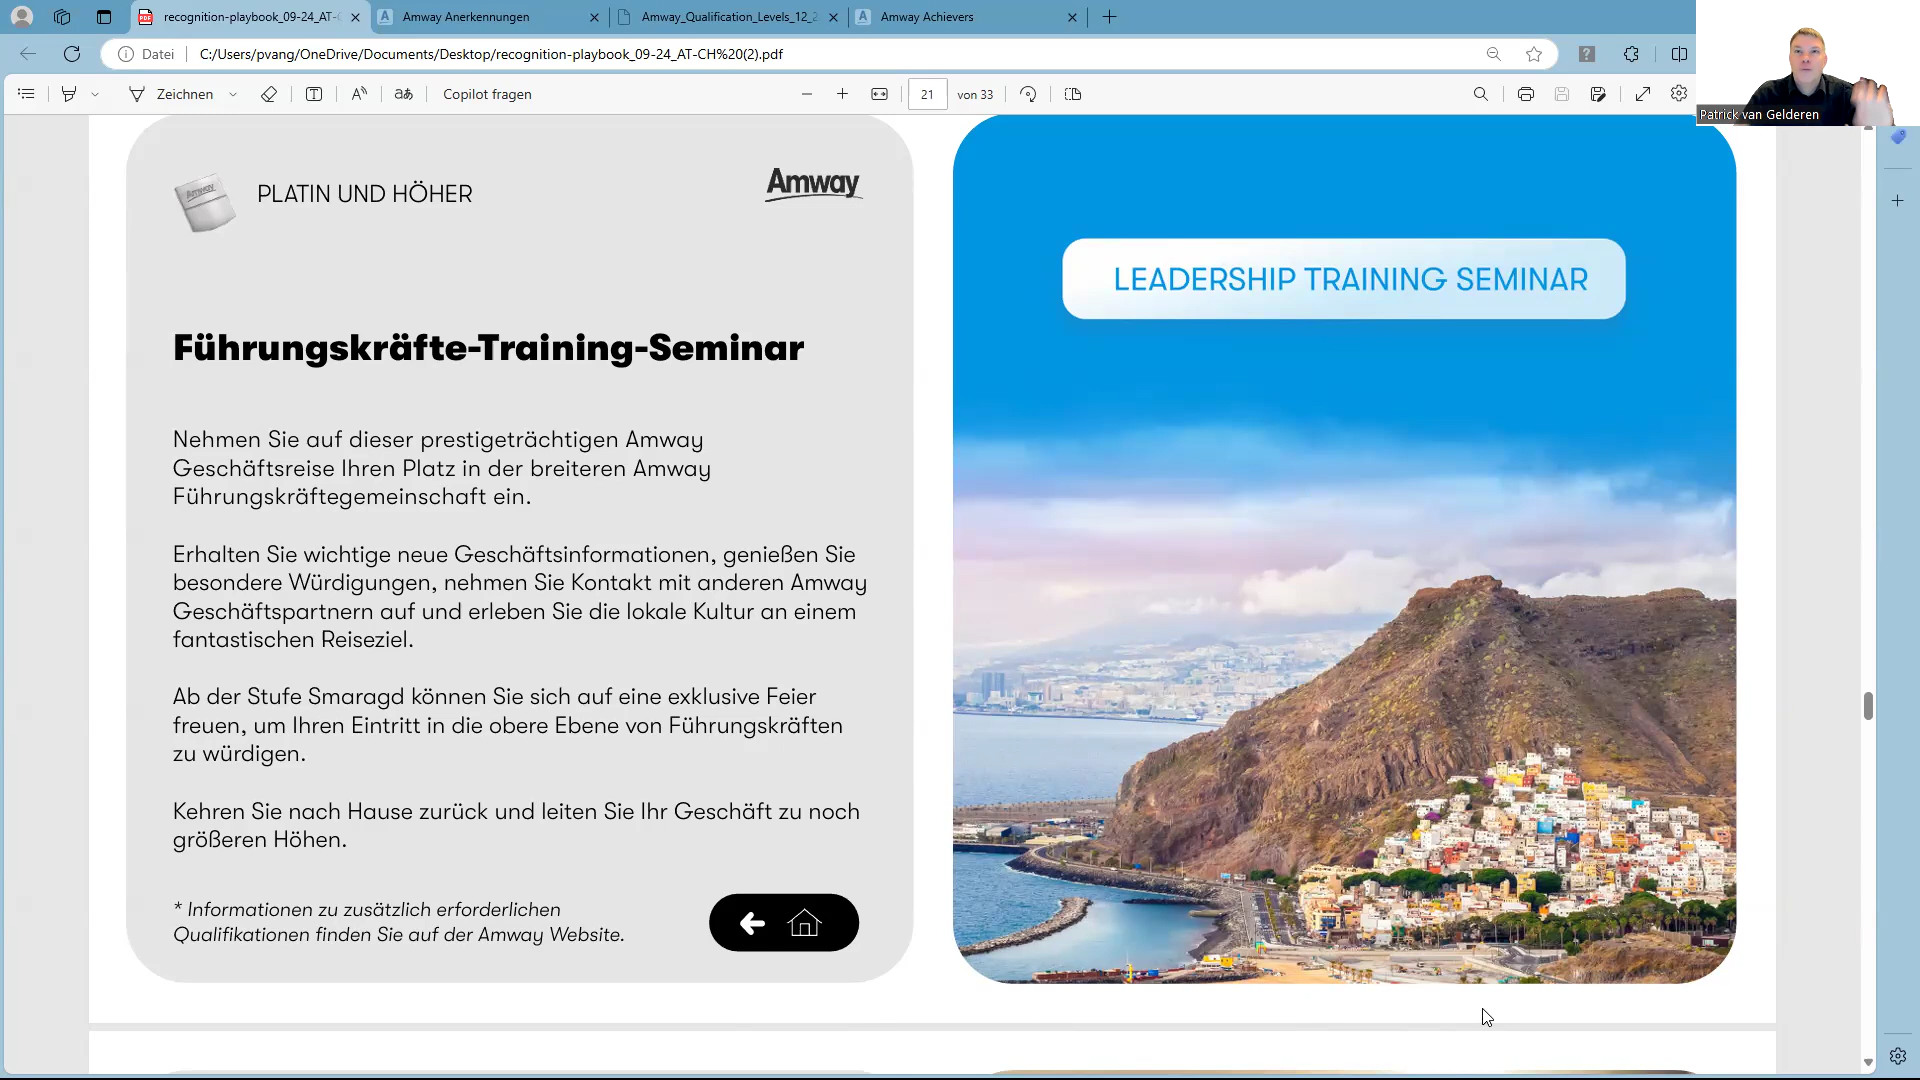 recognition-playbook_09-24_AT-C
Amway Anerkennungen
Amway_Qualification_Levels_12_2
Amway Achievers
Datei
C:/Users/pvang/OneDrive/Documents/Desktop/recognition-playbook_09-24_AT-CH%20(2).pdf
Zeichnen
Copilot fragen
21
von 33
Patrick van Gelderen
Amway
PLATIN UND HÖHER
Amway
Führungskräfte-Training-Seminar
Nehmen Sie auf dieser prestigeträchtigen Amway
Geschäftsreise Ihren Platz in der breiteren Amway
Führungskräftegemeinschaft ein.
Erhalten Sie wichtige neue Geschäftsinformationen, genießen Sie
besondere Würdigungen, nehmen Sie Kontakt mit anderen Amway
Geschäftspartnern auf und erleben Sie die lokale Kultur an einem
fantastischen Reiseziel.
Ab der Stufe Smaragd können Sie sich auf eine exklusive Feier
freuen, um Ihren Eintritt in die obere Ebene von Führungskräften
zu würdigen.
Kehren Sie nach Hause zurück und leiten Sie Ihr Geschäft zu noch
größeren Höhen.
* Informationen zu zusätzlich erforderlichen
Qualifikationen finden Sie auf der Amway Website.
LEADERSHIP TRAINING SEMINAR